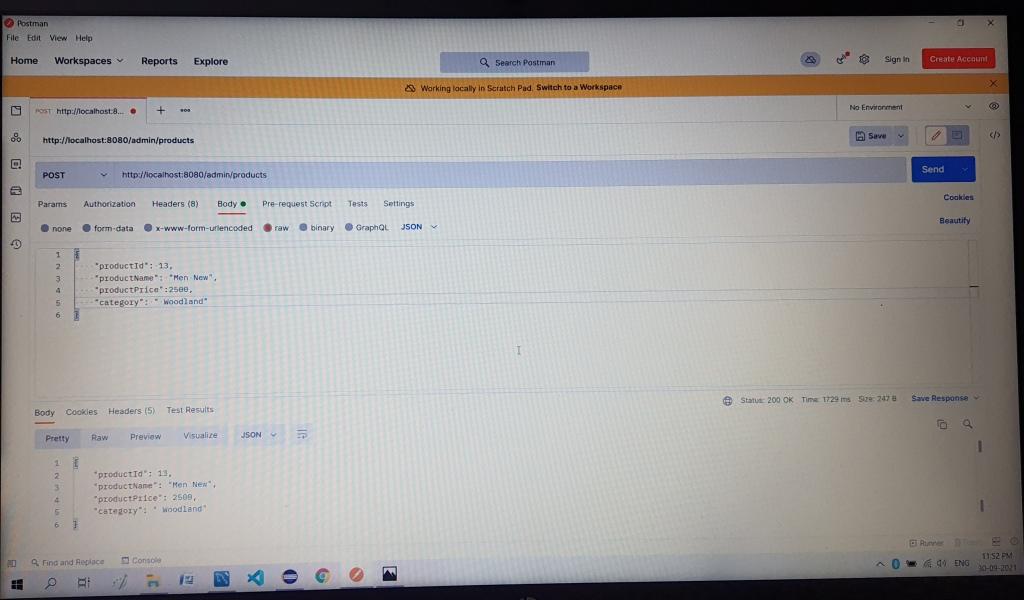 Postman
File Edit View Help
Home Workspaces Reports Explore Search Postman Sign In Create Account
Working locally in Scratch Pad. Switch to a Workspace
POST http://localhost:8... No Environment
http://localhost:8080/admin/products Save
POST http://localhost:8080/admin/products Send
Params Authorization Headers (8) Body Pre-request Script Tests Settings Cookies
none form-data x-www-form-urlencoded raw binary GraphQL JSON Beautify
1 {
2 "productId": 13,
3 "productName": "Men New",
4 "productPrice":2500,
5 "category": " Woodland"
6 }
Body Cookies Headers (5) Test Results Status: 200 OK Time: 1729 ms Size: 247 B Save Response
Pretty Raw Preview Visualize JSON
1 {
2 "productId": 13,
3 "productName": "Men New",
4 "productPrice": 2500,
5 "category": " Woodland"
6 }
Find and Replace Console Runner
ENG 11:52 PM
30-09-2021